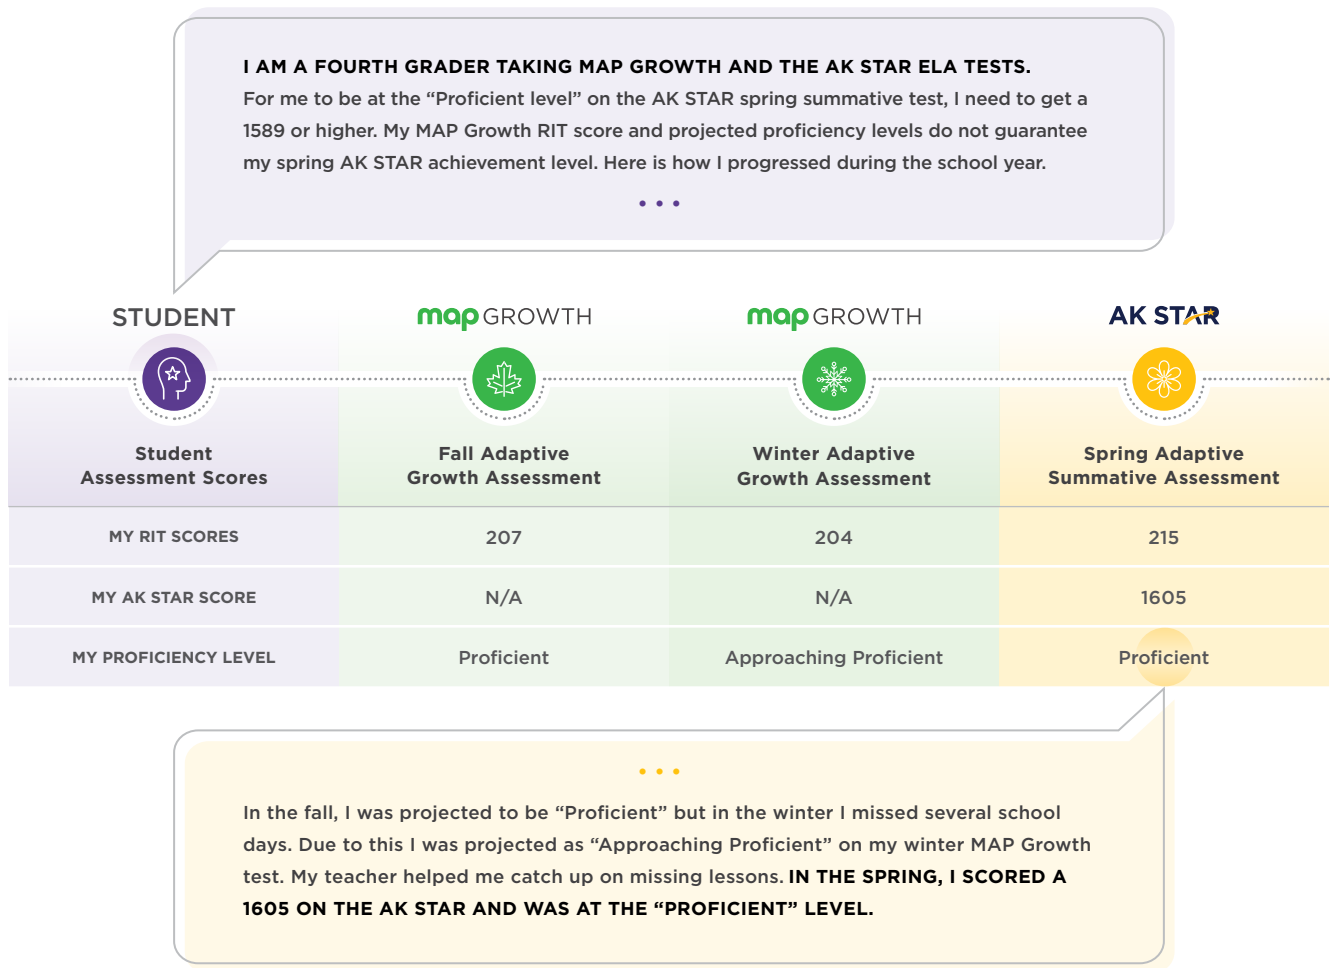 I AM A FOURTH GRADER TAKING MAP GROWTH AND THE AK STAR ELA TESTS.
For me to be at the “Proficient level” on the AK STAR spring summative test, I need to get a
1589 or higher. My MAP Growth RIT score and projected proficiency levels do not guarantee
my spring AK STAR achievement level. Here is how I progressed during the school year.
STUDENT
map GROWTH
map GROWTH
AK STAR
Student
Assessment Scores
Fall Adaptive
Growth Assessment
Winter Adaptive
Growth Assessment
Spring Adaptive
Summative Assessment
MY RIT SCORES 207 204 215
MY AK STAR SCORE N/A N/A 1605
MY PROFICIENCY LEVEL Proficient Approaching Proficient Proficient
In the fall, I was projected to be “Proficient” but in the winter I missed several school
days. Due to this I was projected as “Approaching Proficient” on my winter MAP Growth
test. My teacher helped me catch up on missing lessons. IN THE SPRING, I SCORED A
1605 ON THE AK STAR AND WAS AT THE “PROFICIENT” LEVEL.